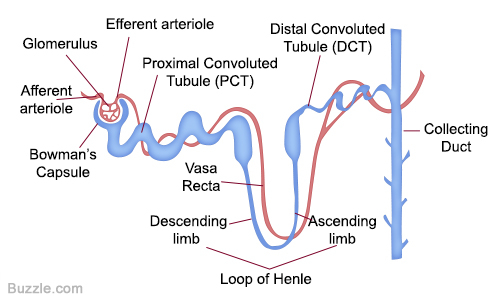 Efferent arteriole
Glomerulus
Distal Convoluted
Tubule (DCT)
Proximal Convoluted
Tubule (PCT)
Afferent
arteriole
Collecting
Duct
Bowman's
Capsule
Vasa
Recta
Descending
limb
Ascending
limb
Loop of Henle
Buzzle.com